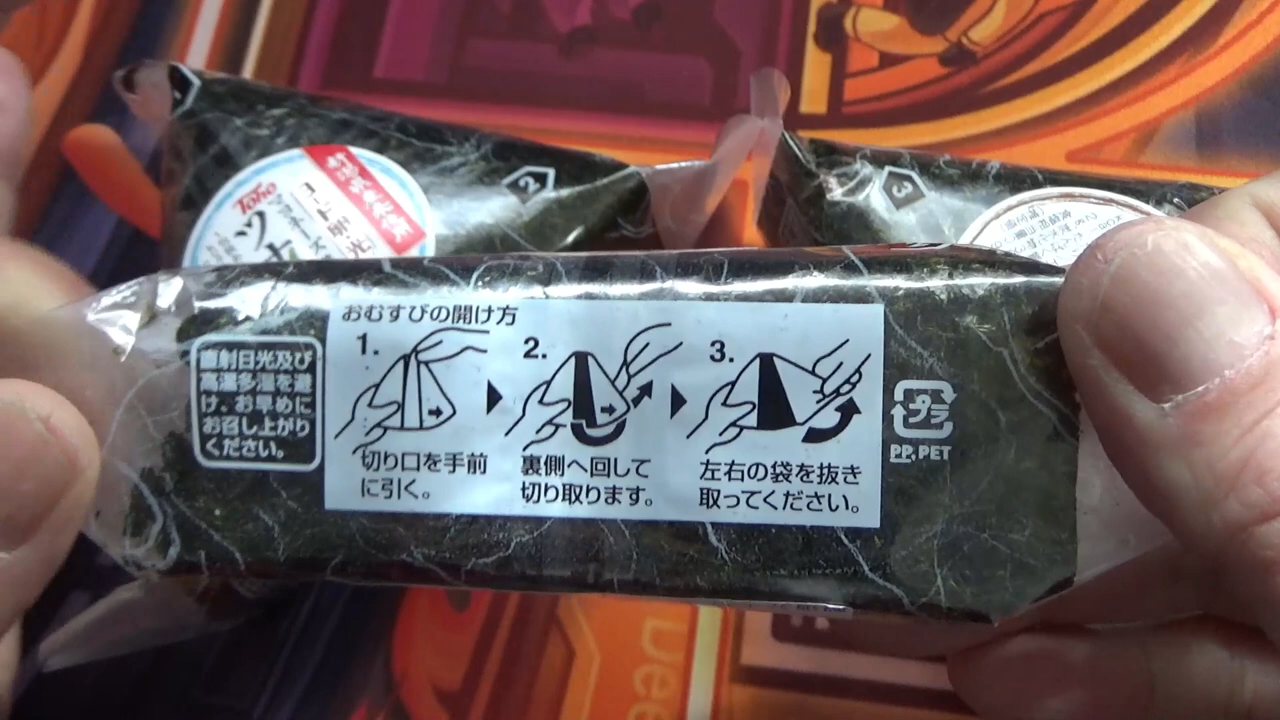 Toho
2
3
おむすびの開け方
直射日光及び
高温多湿を避
け、お早めに
お召し上がり
ください。
1.
切り口を手前
に引く。
2.
裏側へ回して
切り取ります。
3.
左右の袋を抜き
取ってください。
プラ
PP, PET